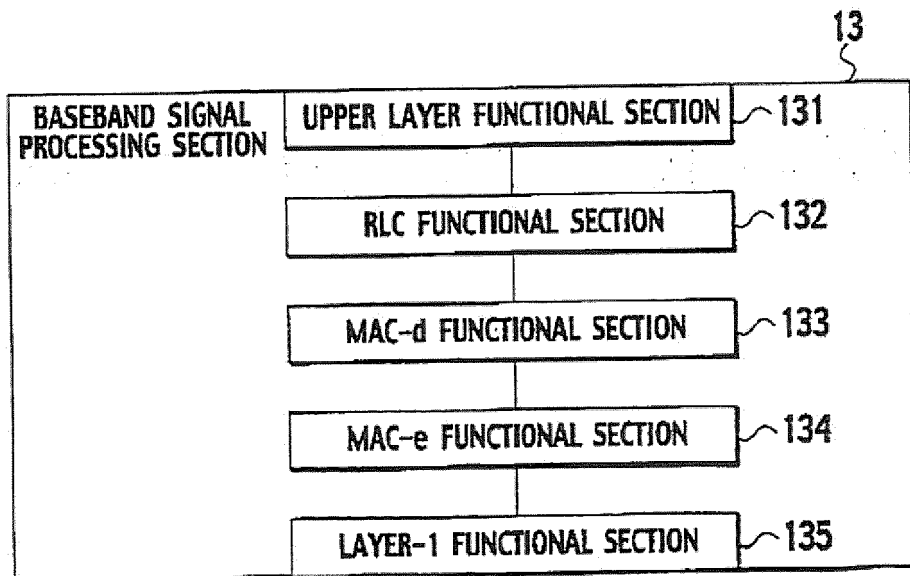 13
BASEBAND SIGNAL
PROCESSING SECTION
UPPER LAYER FUNCTIONAL SECTION
131
RLC FUNCTIONAL SECTION
132
MAC-d FUNCTIONAL SECTION
133
MAC-e FUNCTIONAL SECTION
134
LAYER-1 FUNCTIONAL SECTION
135